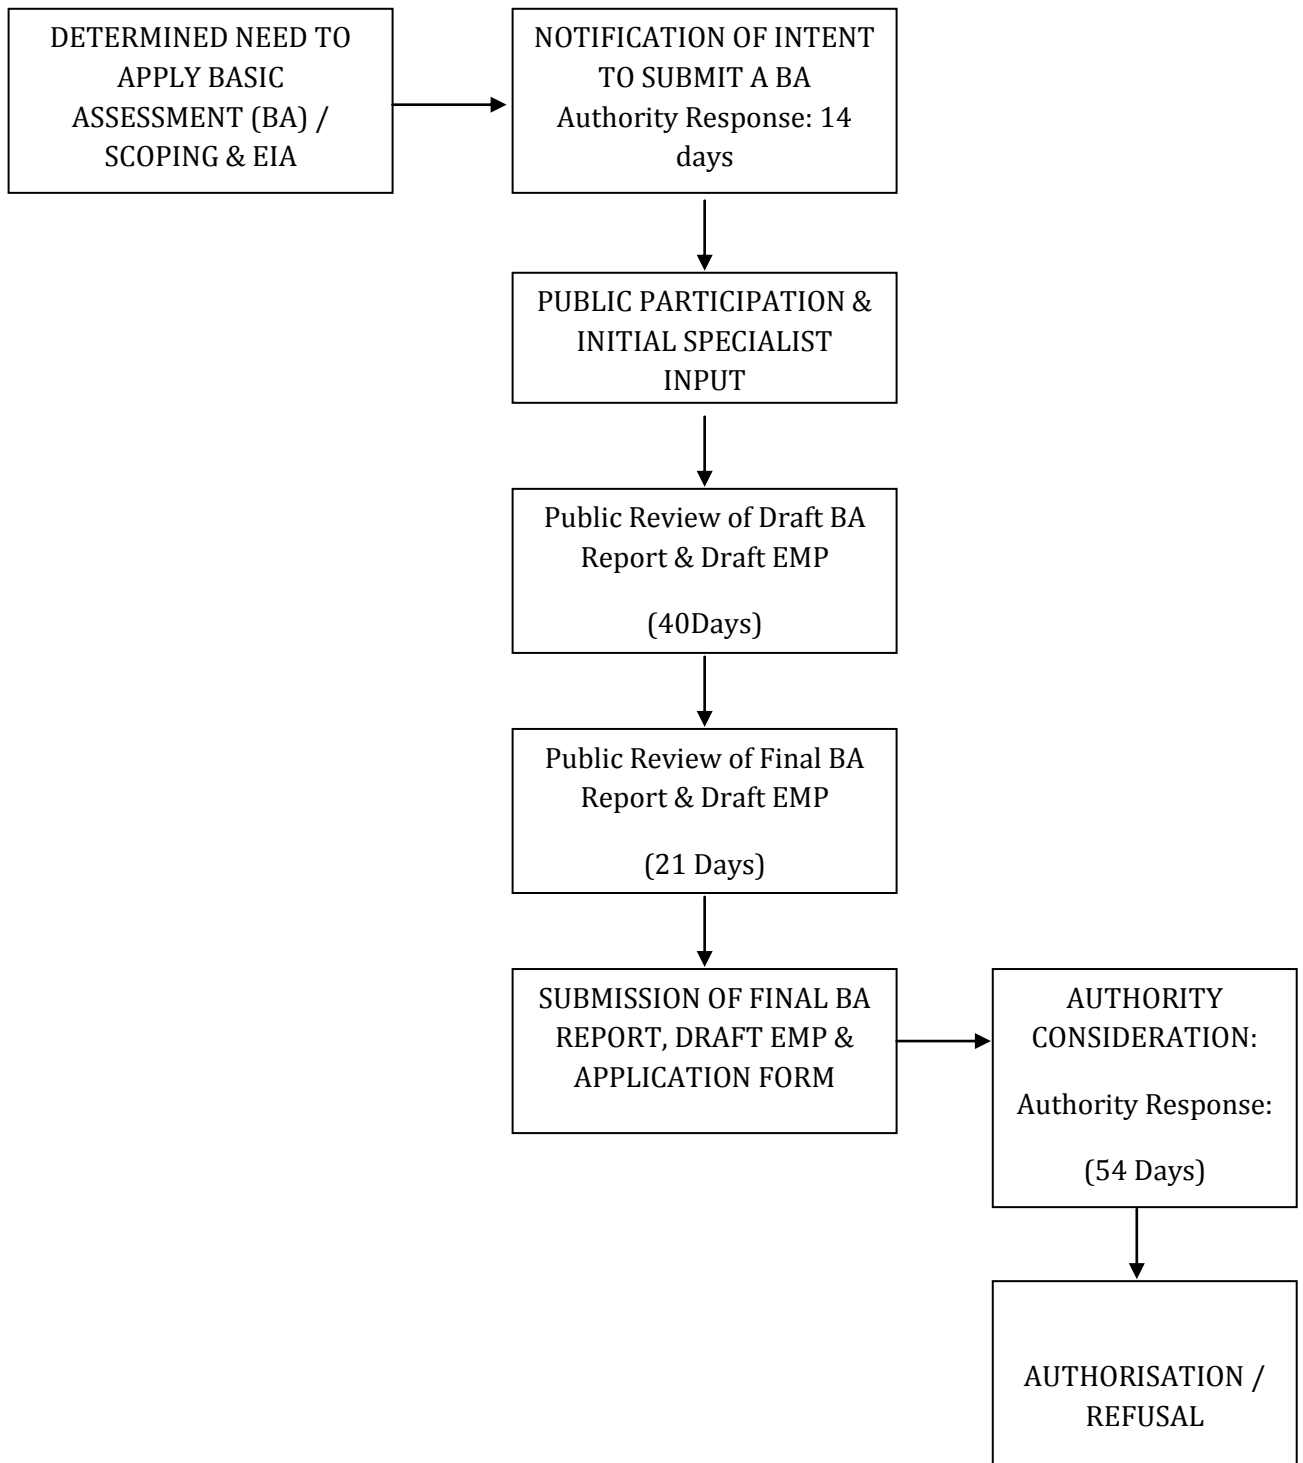 DETERMINED NEED TO
APPLY BASIC
ASSESSMENT (BA) /
SCOPING & EIA
NOTIFICATION OF INTENT
TO SUBMIT A BA
Authority Response: 14
days
PUBLIC PARTICIPATION &
INITIAL SPECIALIST
INPUT
Public Review of Draft BA
Report & Draft EMP
(40Days)
Public Review of Final BA
Report & Draft EMP
(21 Days)
SUBMISSION OF FINAL BA
REPORT, DRAFT EMP &
APPLICATION FORM
AUTHORITY
CONSIDERATION:
Authority Response:
(54 Days)
AUTHORISATION /
REFUSAL